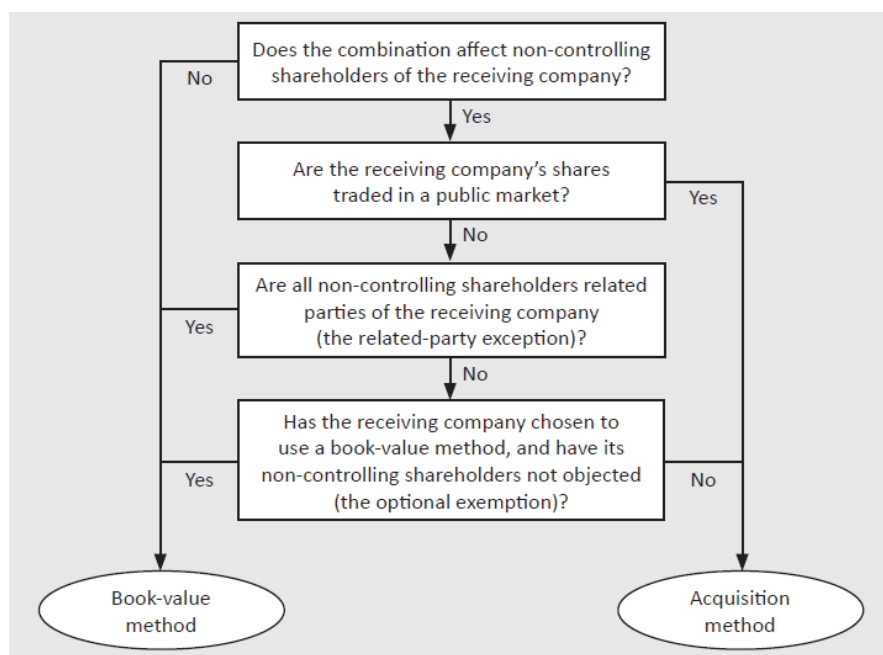 Does the combination affect non-controlling
shareholders of the receiving company?
No
Yes
Are the receiving company’s shares
traded in a public market?
Yes
No
Are all non-controlling shareholders related
parties of the receiving company
(the related-party exception)?
Yes
No
Has the receiving company chosen to
use a book-value method, and have its
non-controlling shareholders not objected
(the optional exemption)?
Yes
No
Book-value
method
Acquisition
method